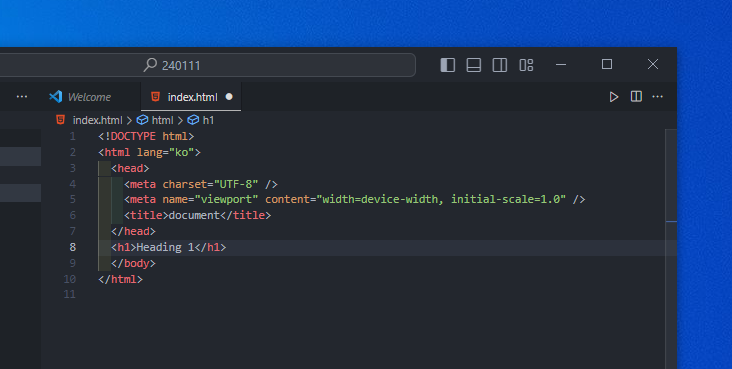 240111
Welcome
index.html
index.html > html > h1
1 <!DOCTYPE html>
2 <html lang="ko">
3 <head>
4 <meta charset="UTF-8" />
5 <meta name="viewport" content="width=device-width, initial-scale=1.0" />
6 <title>document</title>
7 </head>
8 <h1>Heading 1</h1>
9 </body>
10 </html>
11